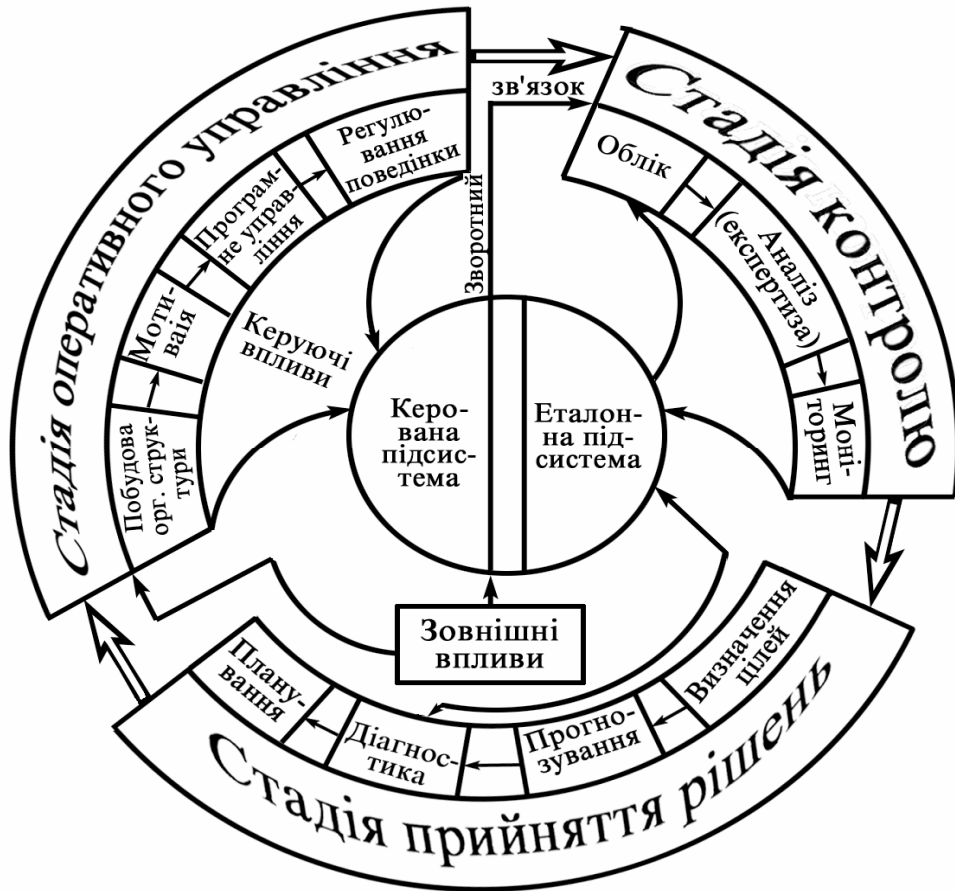 Стадія оперативного управління
Побудова
орг. струк-
тури
Моти-
ваія
Програм-
не управ-
ління
Регулю-
вання
поведінки
Керуючі
впливи
Зворотний
зв'язок
Стадія контролю
Облік
Аналіз
(експертиза)
Моні-
торинг
Керо-
вана
підсис-
тема
Еталон-
на під-
система
Зовнішні
впливи
Стадія прийняття рішень
Визначення
цілей
Прогно-
зування
Діагнос-
тика
Плану-
вання